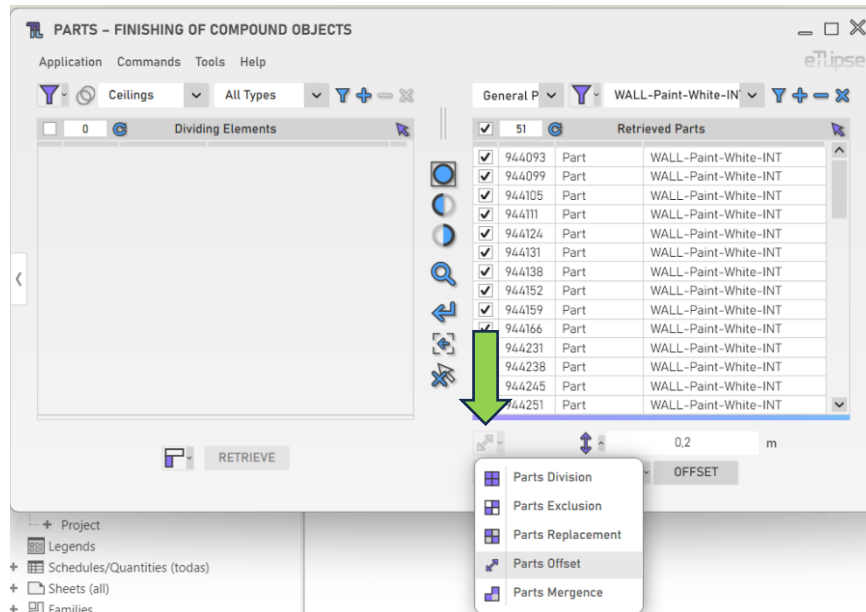 PARTS – FINISHING OF COMPOUND OBJECTS
Application Commands Tools Help
eTLipse
Ceilings All Types
General P WALL-Paint-White-IN
0 Dividing Elements
51 Retrieved Parts
944093 Part WALL-Paint-White-INT
944099 Part WALL-Paint-White-INT
944105 Part WALL-Paint-White-INT
944111 Part WALL-Paint-White-INT
944124 Part WALL-Paint-White-INT
944131 Part WALL-Paint-White-INT
944138 Part WALL-Paint-White-INT
944152 Part WALL-Paint-White-INT
944159 Part WALL-Paint-White-INT
944166 Part WALL-Paint-White-INT
944231 Part WALL-Paint-White-INT
944238 Part WALL-Paint-White-INT
944245 Part WALL-Paint-White-INT
944251 Part WALL-Paint-White-INT
0,2 m
RETRIEVE
OFFSET
Parts Division
Parts Exclusion
Parts Replacement
Parts Offset
Parts Mergence
Project
Legends
Schedules/Quantities (todas)
Sheets (all)
Families